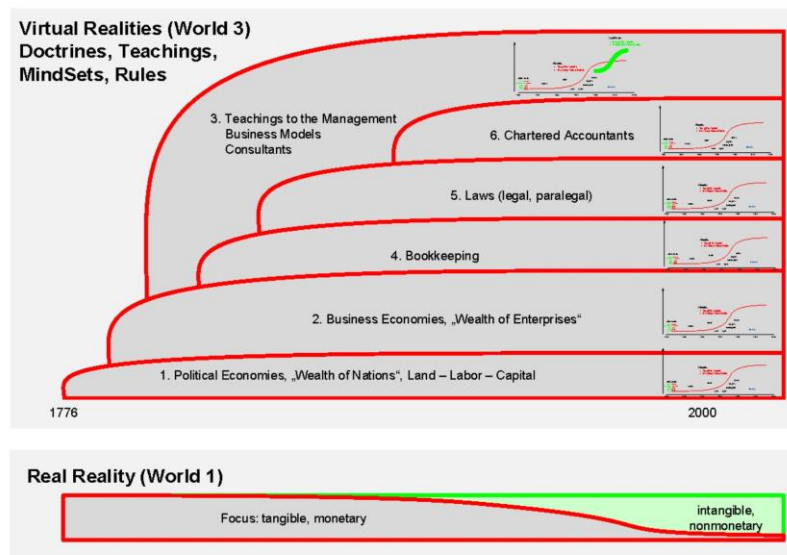 Virtual Realities (World 3)
Doctrines, Teachings,
MindSets, Rules
3. Teachings to the Management
Business Models
Consultants
6. Chartered Accountants
5. Laws (legal, paralegal)
4. Bookkeeping
2. Business Economies, „Wealth of Enterprises“
1. Political Economies, „Wealth of Nations“, Land – Labor – Capital
1776
2000
Real Reality (World 1)
Focus: tangible, monetary
intangible,
nonmonetary